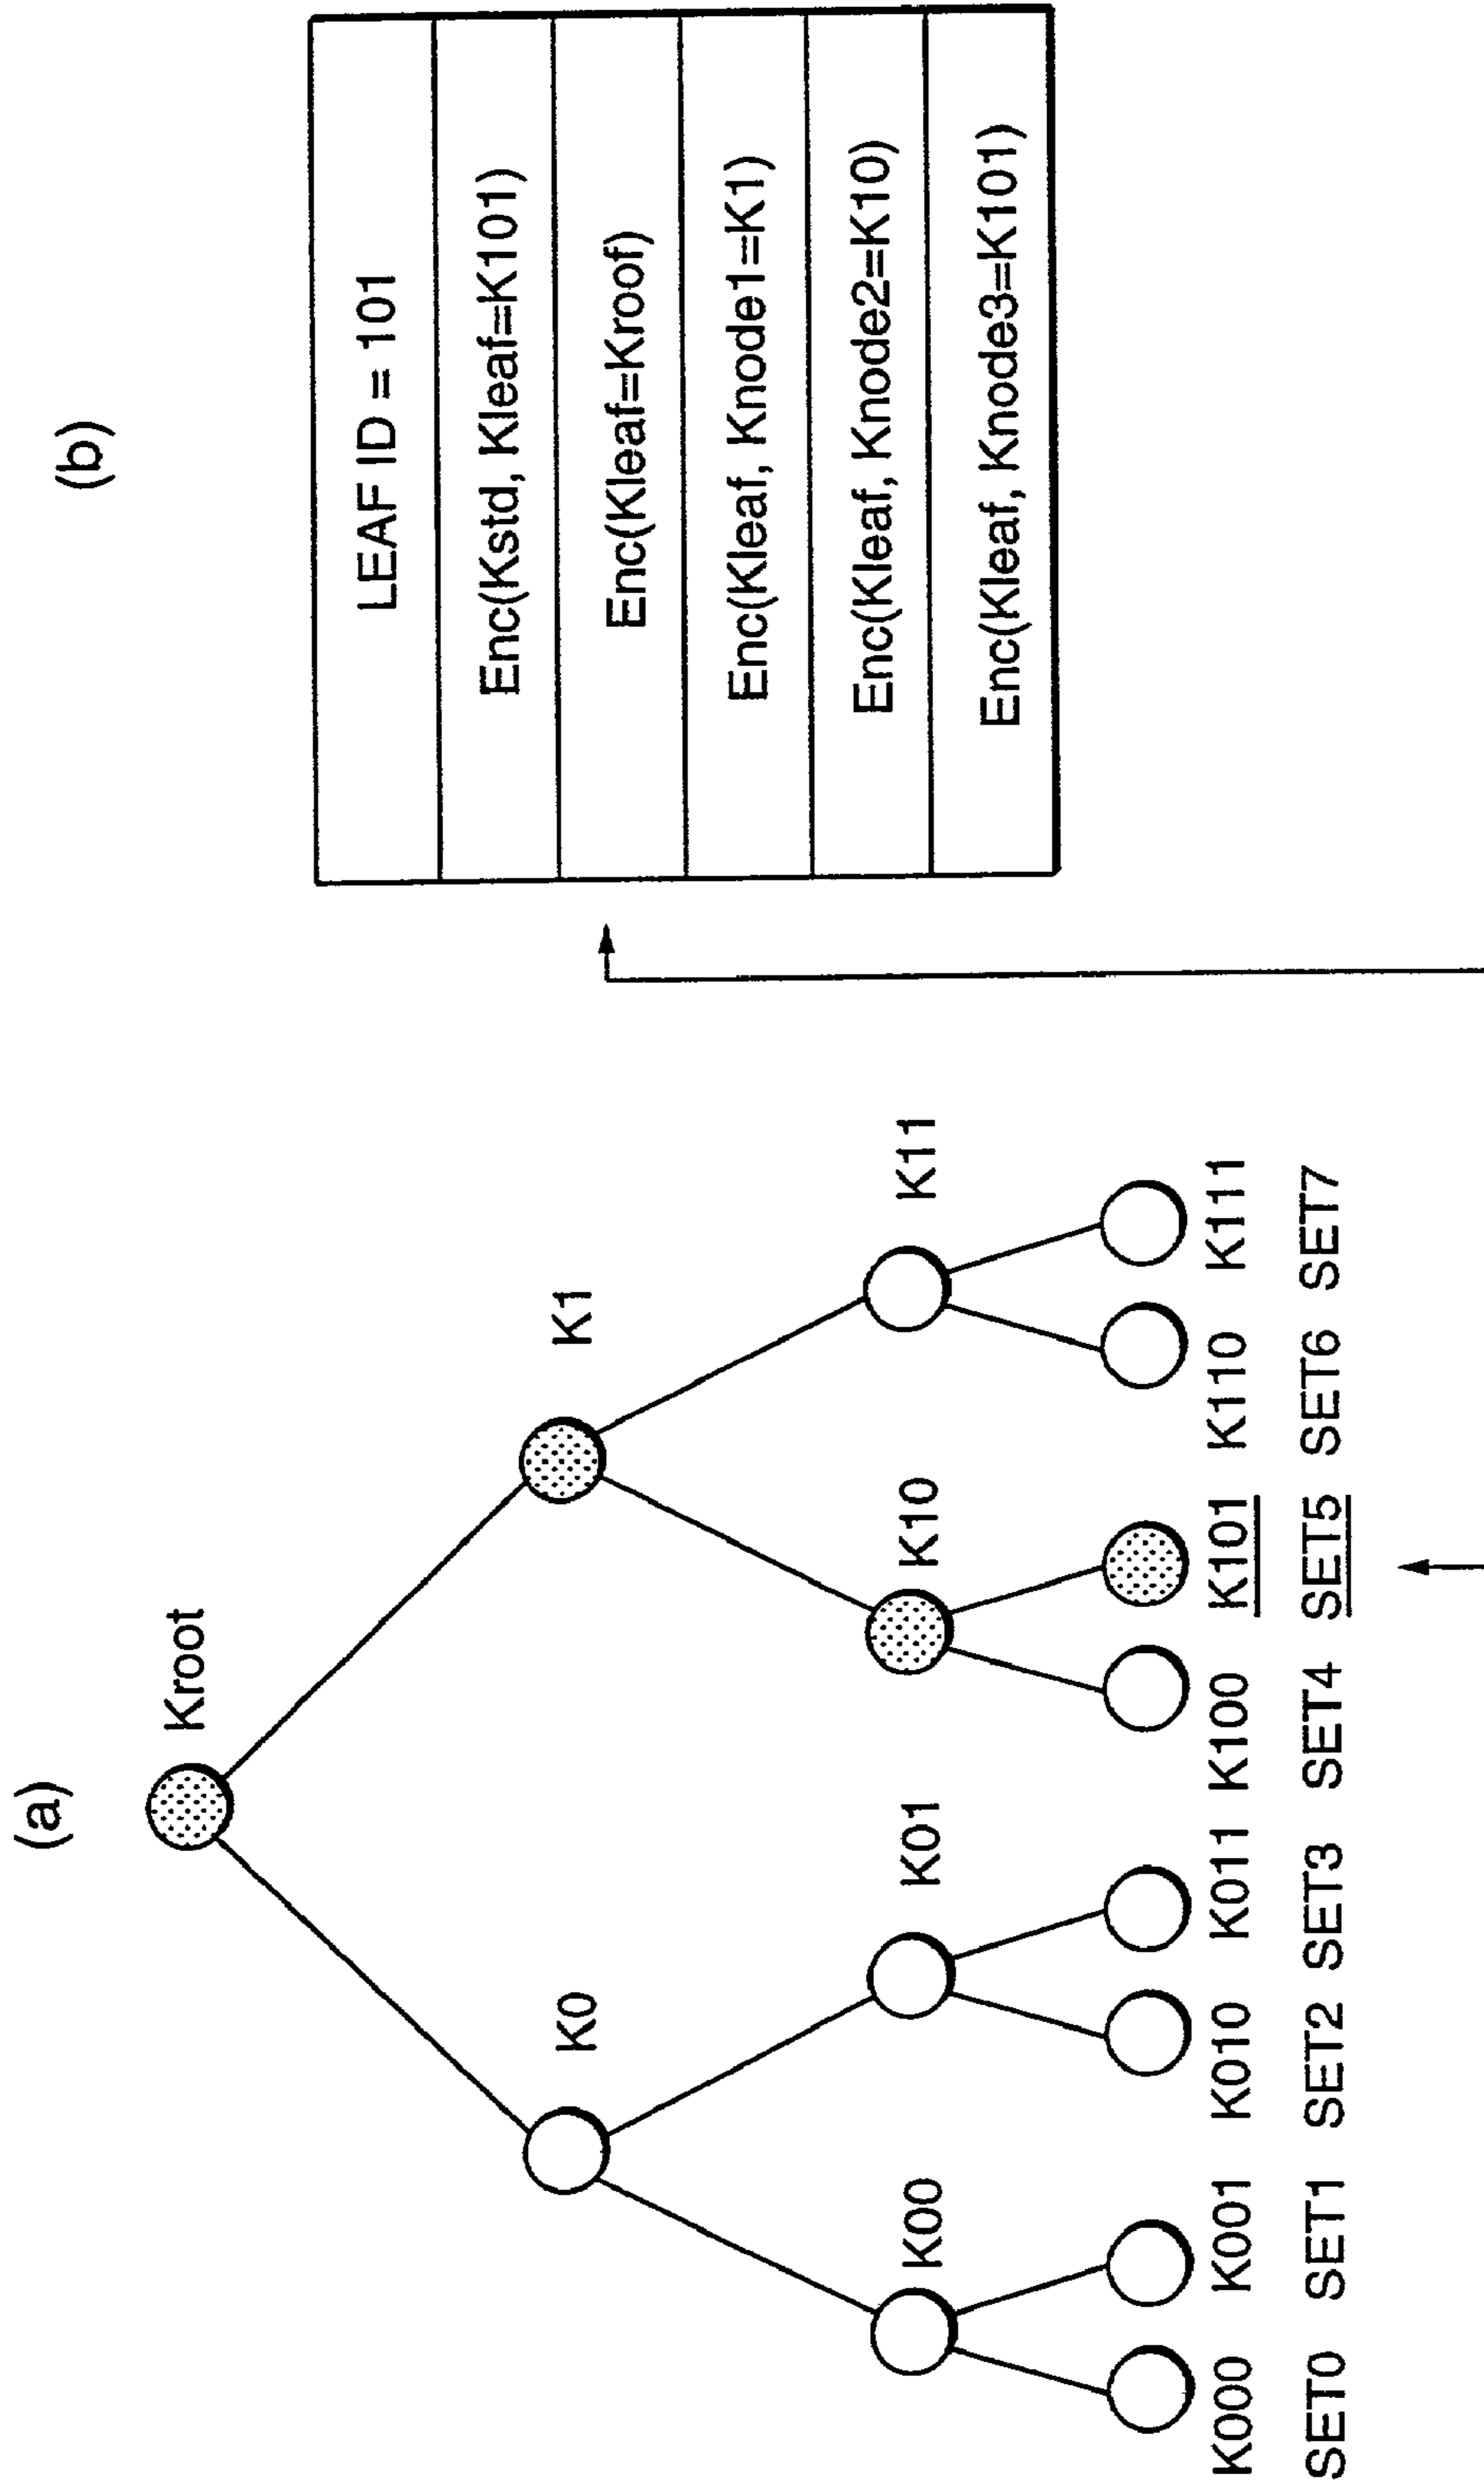 (a)
Kroot
K0 K1
K00 K01 K10 K11
K000 K001 K010 K011 K100 K101 K110 K111
SET0 SET1 SET2 SET3 SET4 SET5 SET6 SET7
(b)
LEAF ID = 101
Enc(Kstd, Kleaf=K101)
Enc(Kleaf=Kroof)
Enc(Kleaf, Knode1=K1)
Enc(Kleaf, Knode2=K10)
Enc(Kleaf, Knode3=K101)